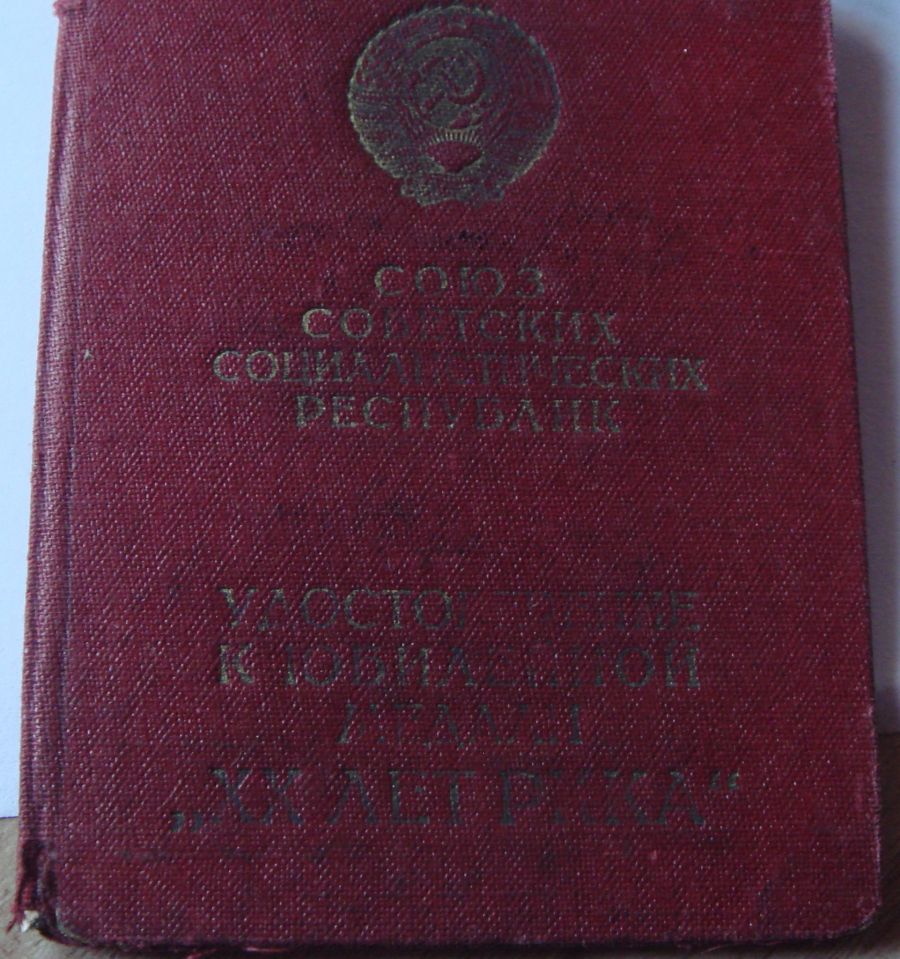 СОЮЗ
СОВЕТСКИХ
СОЦИАЛИСТИЧЕСКИХ
РЕСПУБЛИК
УДОСТОВЕРЕНИЕ
К ЮБИЛЕЙНОЙ
МЕДАЛИ
„XX ЛЕТ РККА“